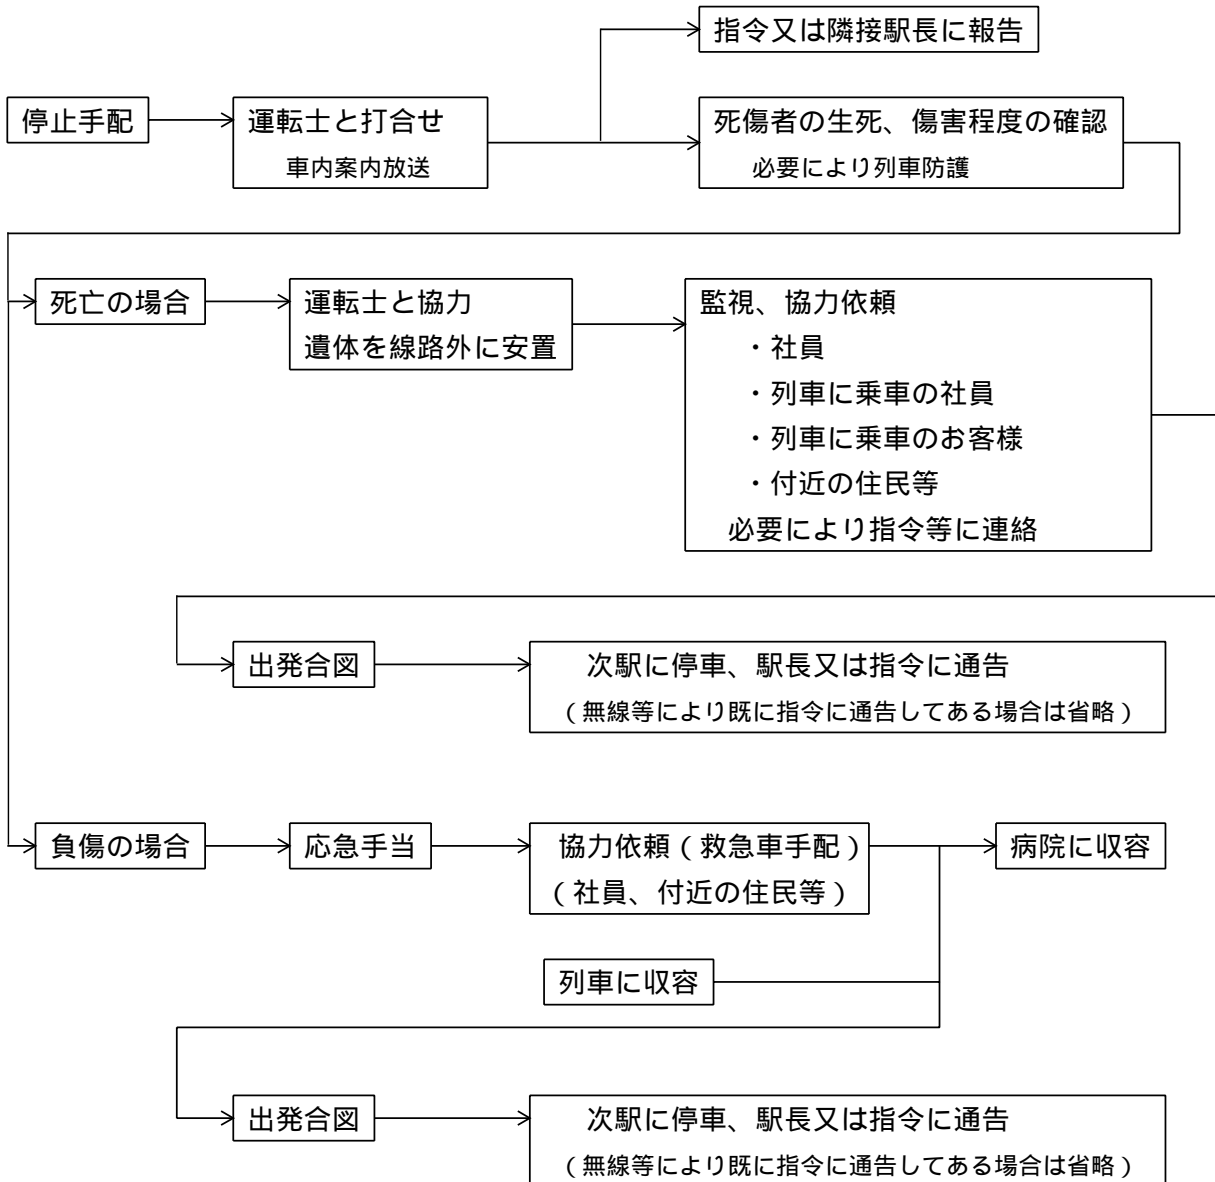 指令又は隣接駅長に報告
停止手配
運転士と打合せ
車内案内放送
死傷者の生死、傷害程度の確認
必要により列車防護
死亡の場合
運転士と協力
遺体を線路外に安置
監視、協力依頼
・社員
・列車に乗車の社員
・列車に乗車のお客様
・付近の住民等
必要により指令等に連絡
出発合図
次駅に停車、駅長又は指令に通告
(無線等により既に指令に通告してある場合は省略)
負傷の場合
応急手当
協力依頼(救急車手配)
(社員、付近の住民等)
病院に収容
列車に収容
出発合図
次駅に停車、駅長又は指令に通告
(無線等により既に指令に通告してある場合は省略)